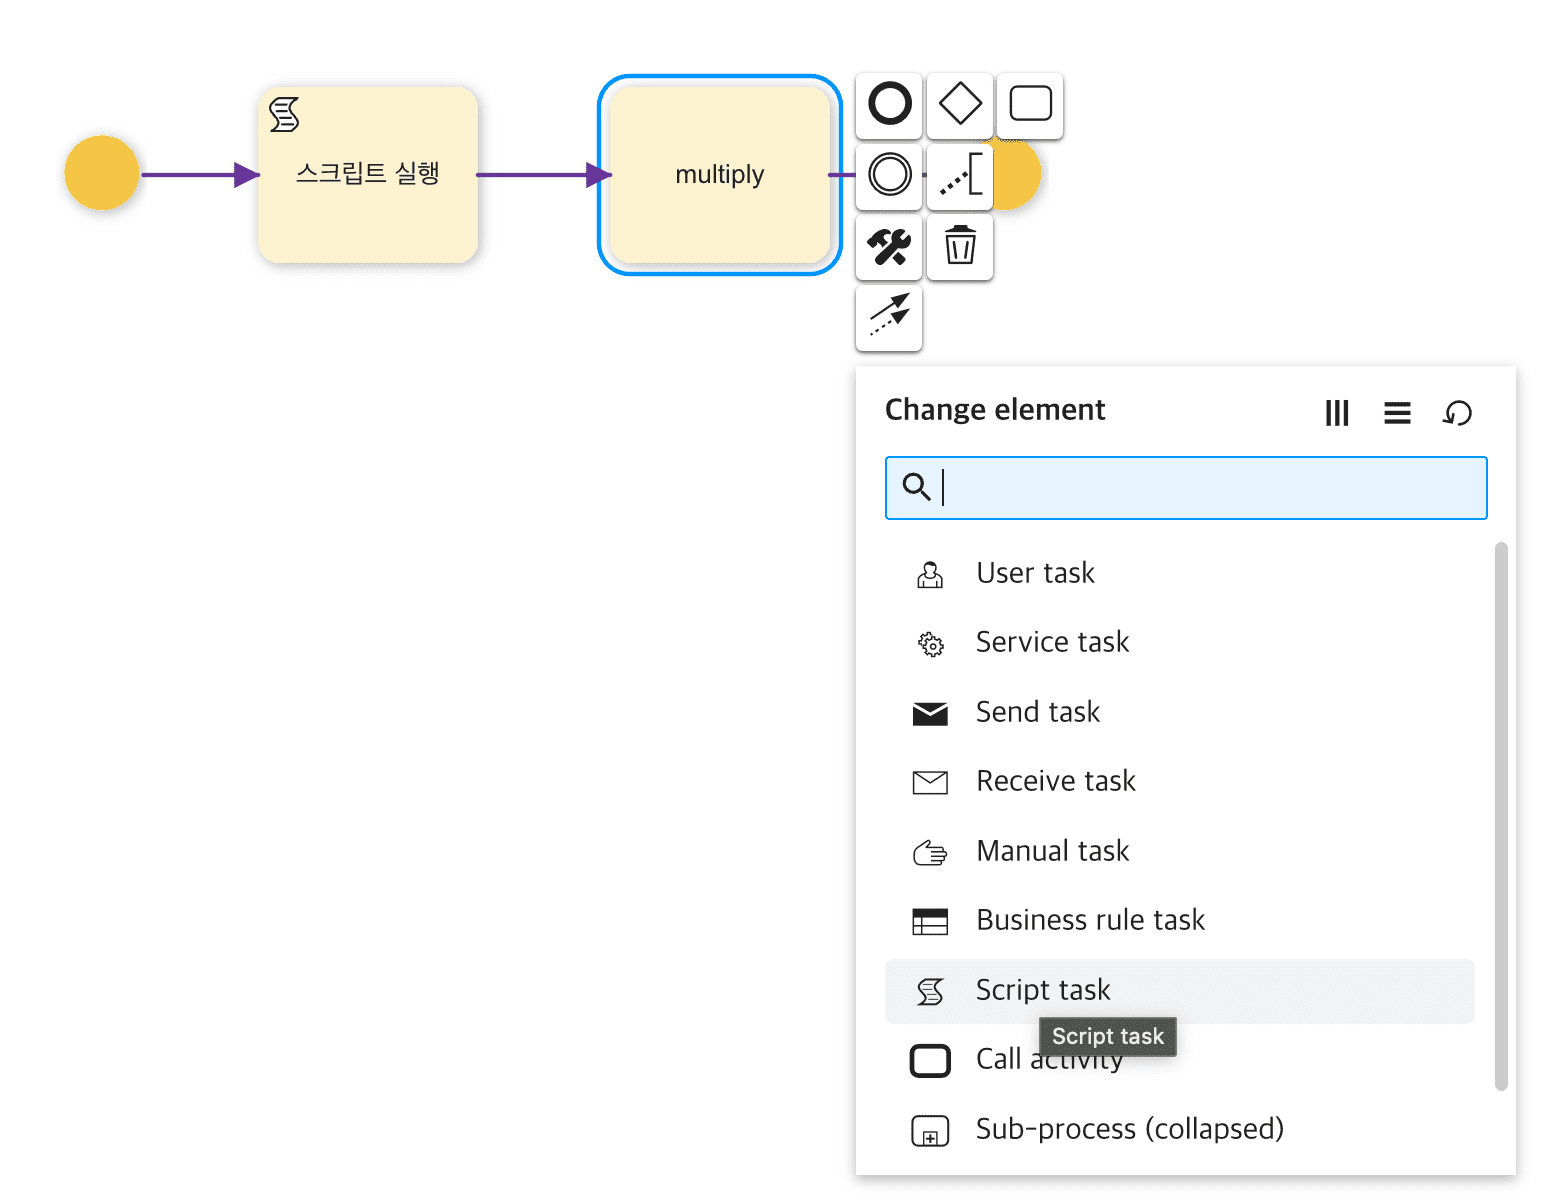 스크립트 실행
multiply
Change element
User task
Service task
Send task
Receive task
Manual task
Business rule task
Script task
Script task
Call activity
Sub-process (collapsed)